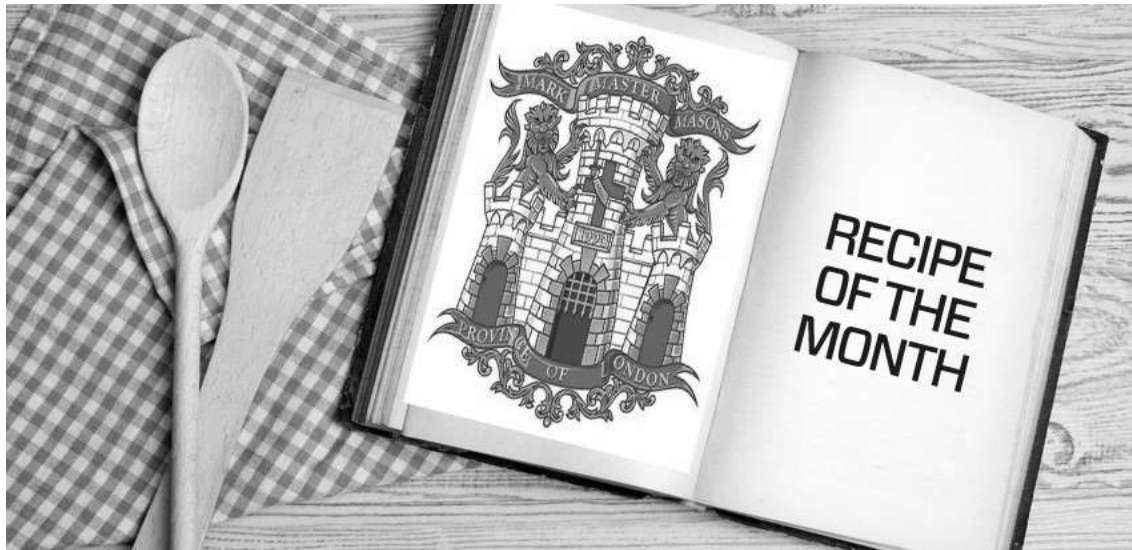 MARK MASTER MASONS
PROVINCE OF LONDON
RECIPE
OF THE
MONTH